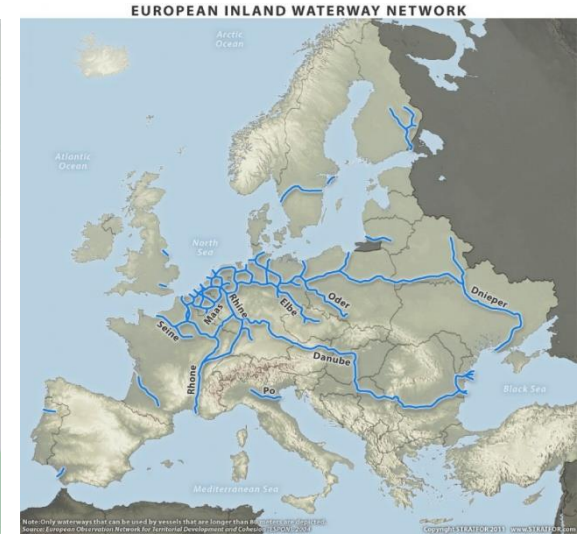 EUROPEAN INLAND WATERWAY NETWORK
Arctic
Ocean
Atlantic
Ocean
North
Sea
Dnieper
Oder
Elbe
Rhine
Maas
Seine
Danube
Rhone
Po
Black Sea
Mediterranean Sea
Note: Only waterways that can be used by vessels that are longer than
Copyright STRATFOR 2011 www.STRATFOR.com
Source: European Observation Network for Territorial Development and Cohesion